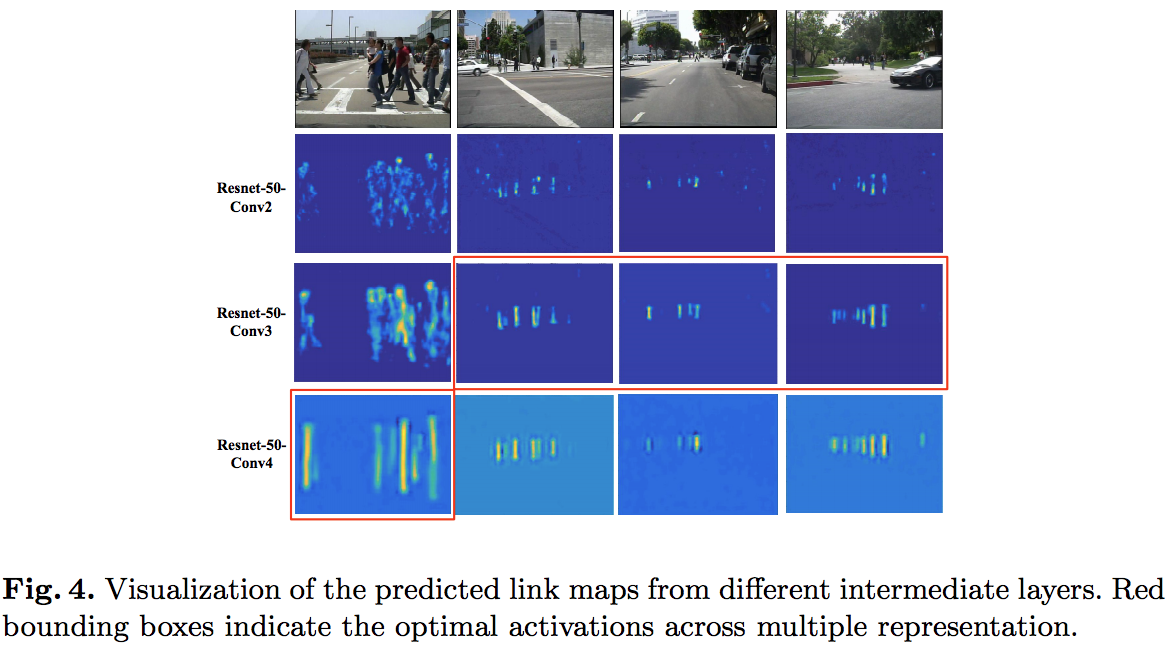 Resnet-50-
Conv2
Resnet-50-
Conv3
Resnet-50-
Conv4
Fig. 4. Visualization of the predicted link maps from different intermediate layers. Red
bounding boxes indicate the optimal activations across multiple representation.